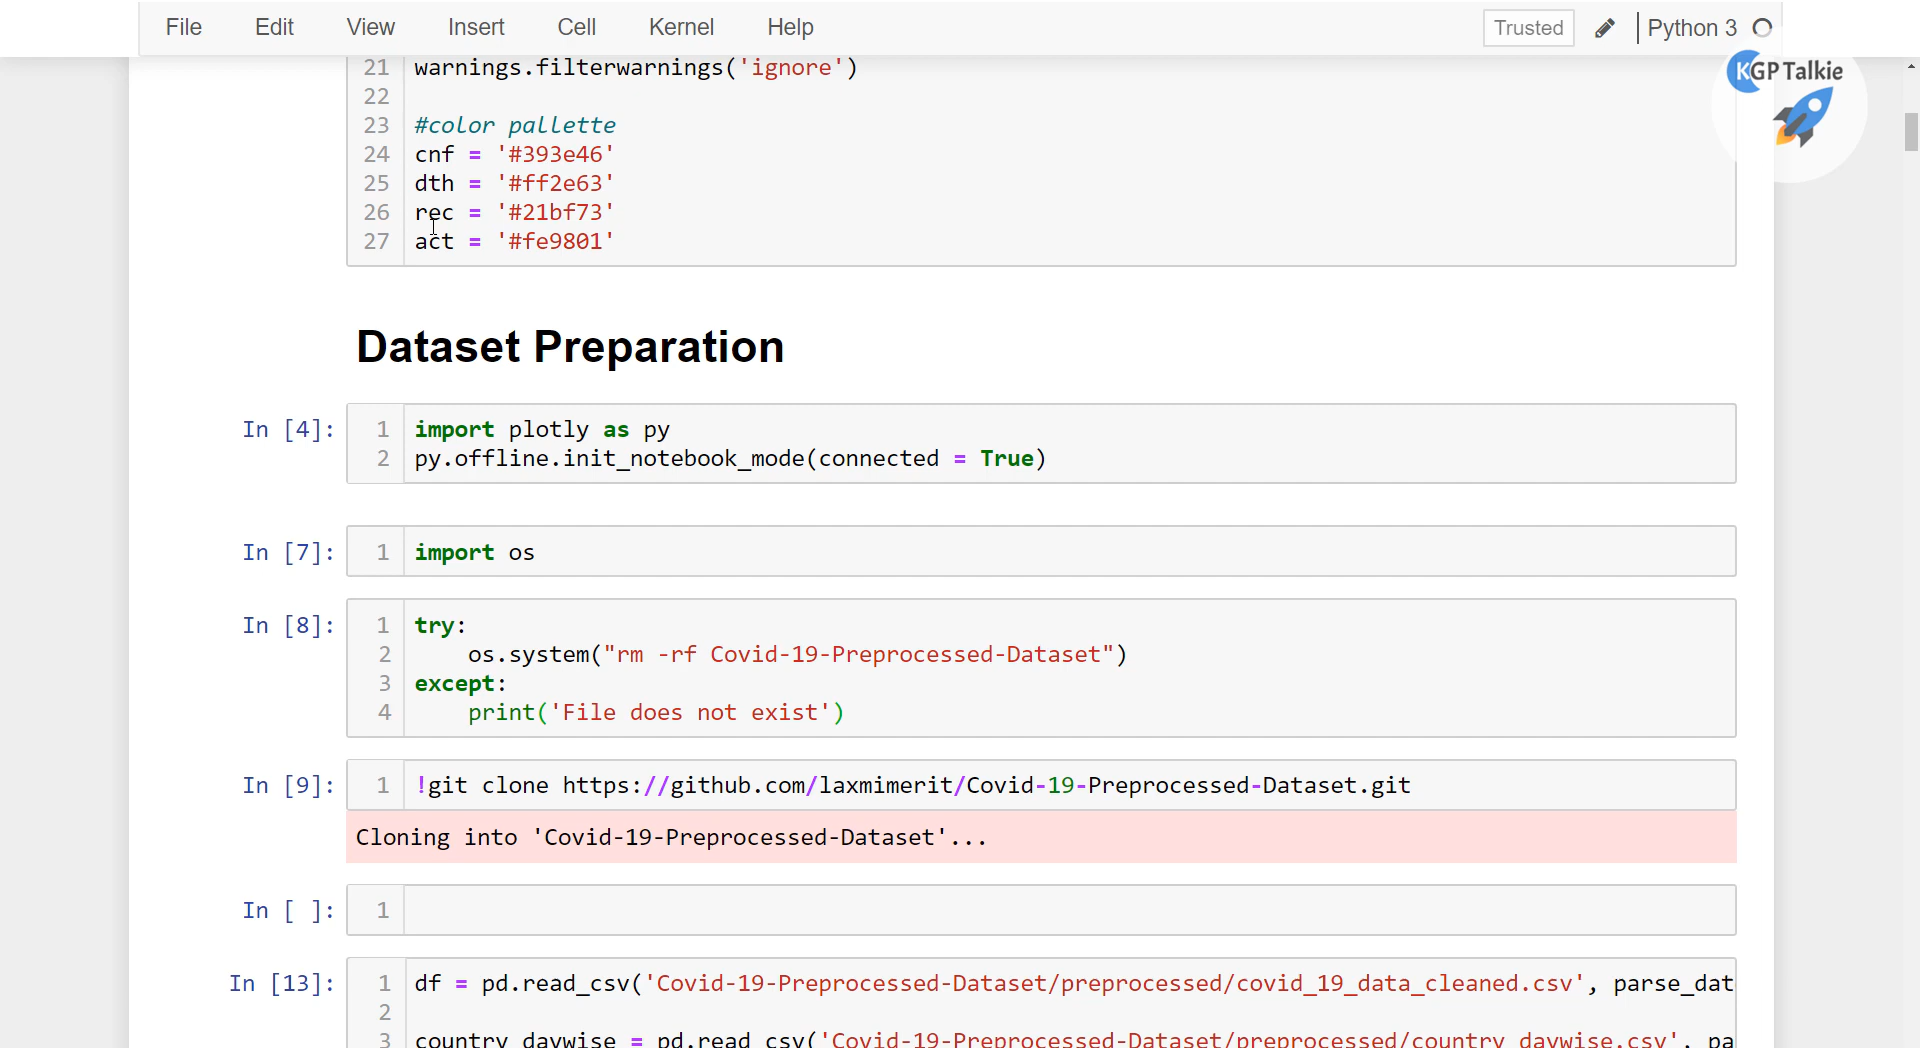 File Edit View Insert Cell Kernel Help Trusted Python 3
KGP Talkie
21 warnings.filterwarnings('ignore')
22
23 #color pallette
24 cnf = '#393e46'
25 dth = '#ff2e63'
26 rec = '#21bf73'
27 act = '#fe9801'
Dataset Preparation
In [4]: 1 import plotly as py
2 py.offline.init_notebook_mode(connected = True)
In [7]: 1 import os
In [8]: 1 try:
2 os.system("rm -rf Covid-19-Preprocessed-Dataset")
3 except:
4 print('File does not exist')
In [9]: 1 !git clone https://github.com/laxmimerit/Covid-19-Preprocessed-Dataset.git
Cloning into 'Covid-19-Preprocessed-Dataset'...
In [ ]: 1
In [13]: 1 df = pd.read_csv('Covid-19-Preprocessed-Dataset/preprocessed/covid_19_data_cleaned.csv', parse_dat
2
3 country_daywise = pd.read_csv('Covid-19-Preprocessed-Dataset/preprocessed/country_daywise.csv', pa